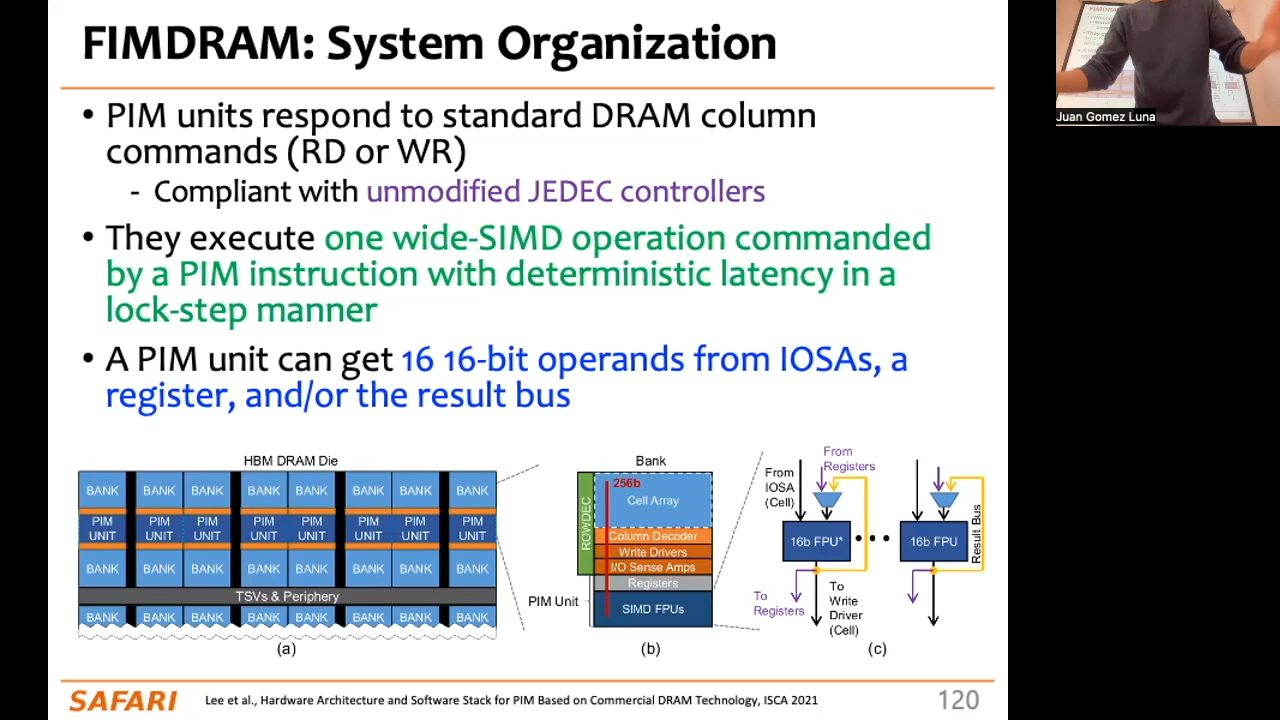 FIMDRAM: System Organization
• PIM units respond to standard DRAM column
commands (RD or WR)
- Compliant with unmodified JEDEC controllers
• They execute one wide-SIMD operation commanded
by a PIM instruction with deterministic latency in a
lock-step manner
• A PIM unit can get 16 16-bit operands from IOSAs, a
register, and/or the result bus
HBM DRAM Die
BANK BANK BANK BANK BANK BANK BANK BANK
PIM UNIT PIM UNIT PIM UNIT PIM UNIT PIM UNIT PIM UNIT PIM UNIT PIM UNIT
BANK BANK BANK BANK BANK BANK BANK BANK
TSVs & Periphery
BANK BANK BANK BANK BANK BANK BANK BANK
(a)
Bank
ROWDEC
256b
Cell Array
Column Decoder
Write Drivers
I/O Sense Amps
Registers
PIM Unit
SIMD FPUs
(b)
From
IOSA
(Cell)
From
Registers
16b FPU*
16b FPU
Result Bus
To
Registers
To
Write
Driver
(Cell)
(c)
SAFARI
Lee et al., Hardware Architecture and Software Stack for PIM Based on Commercial DRAM Technology, ISCA 2021
120
Juan Gomez Luna